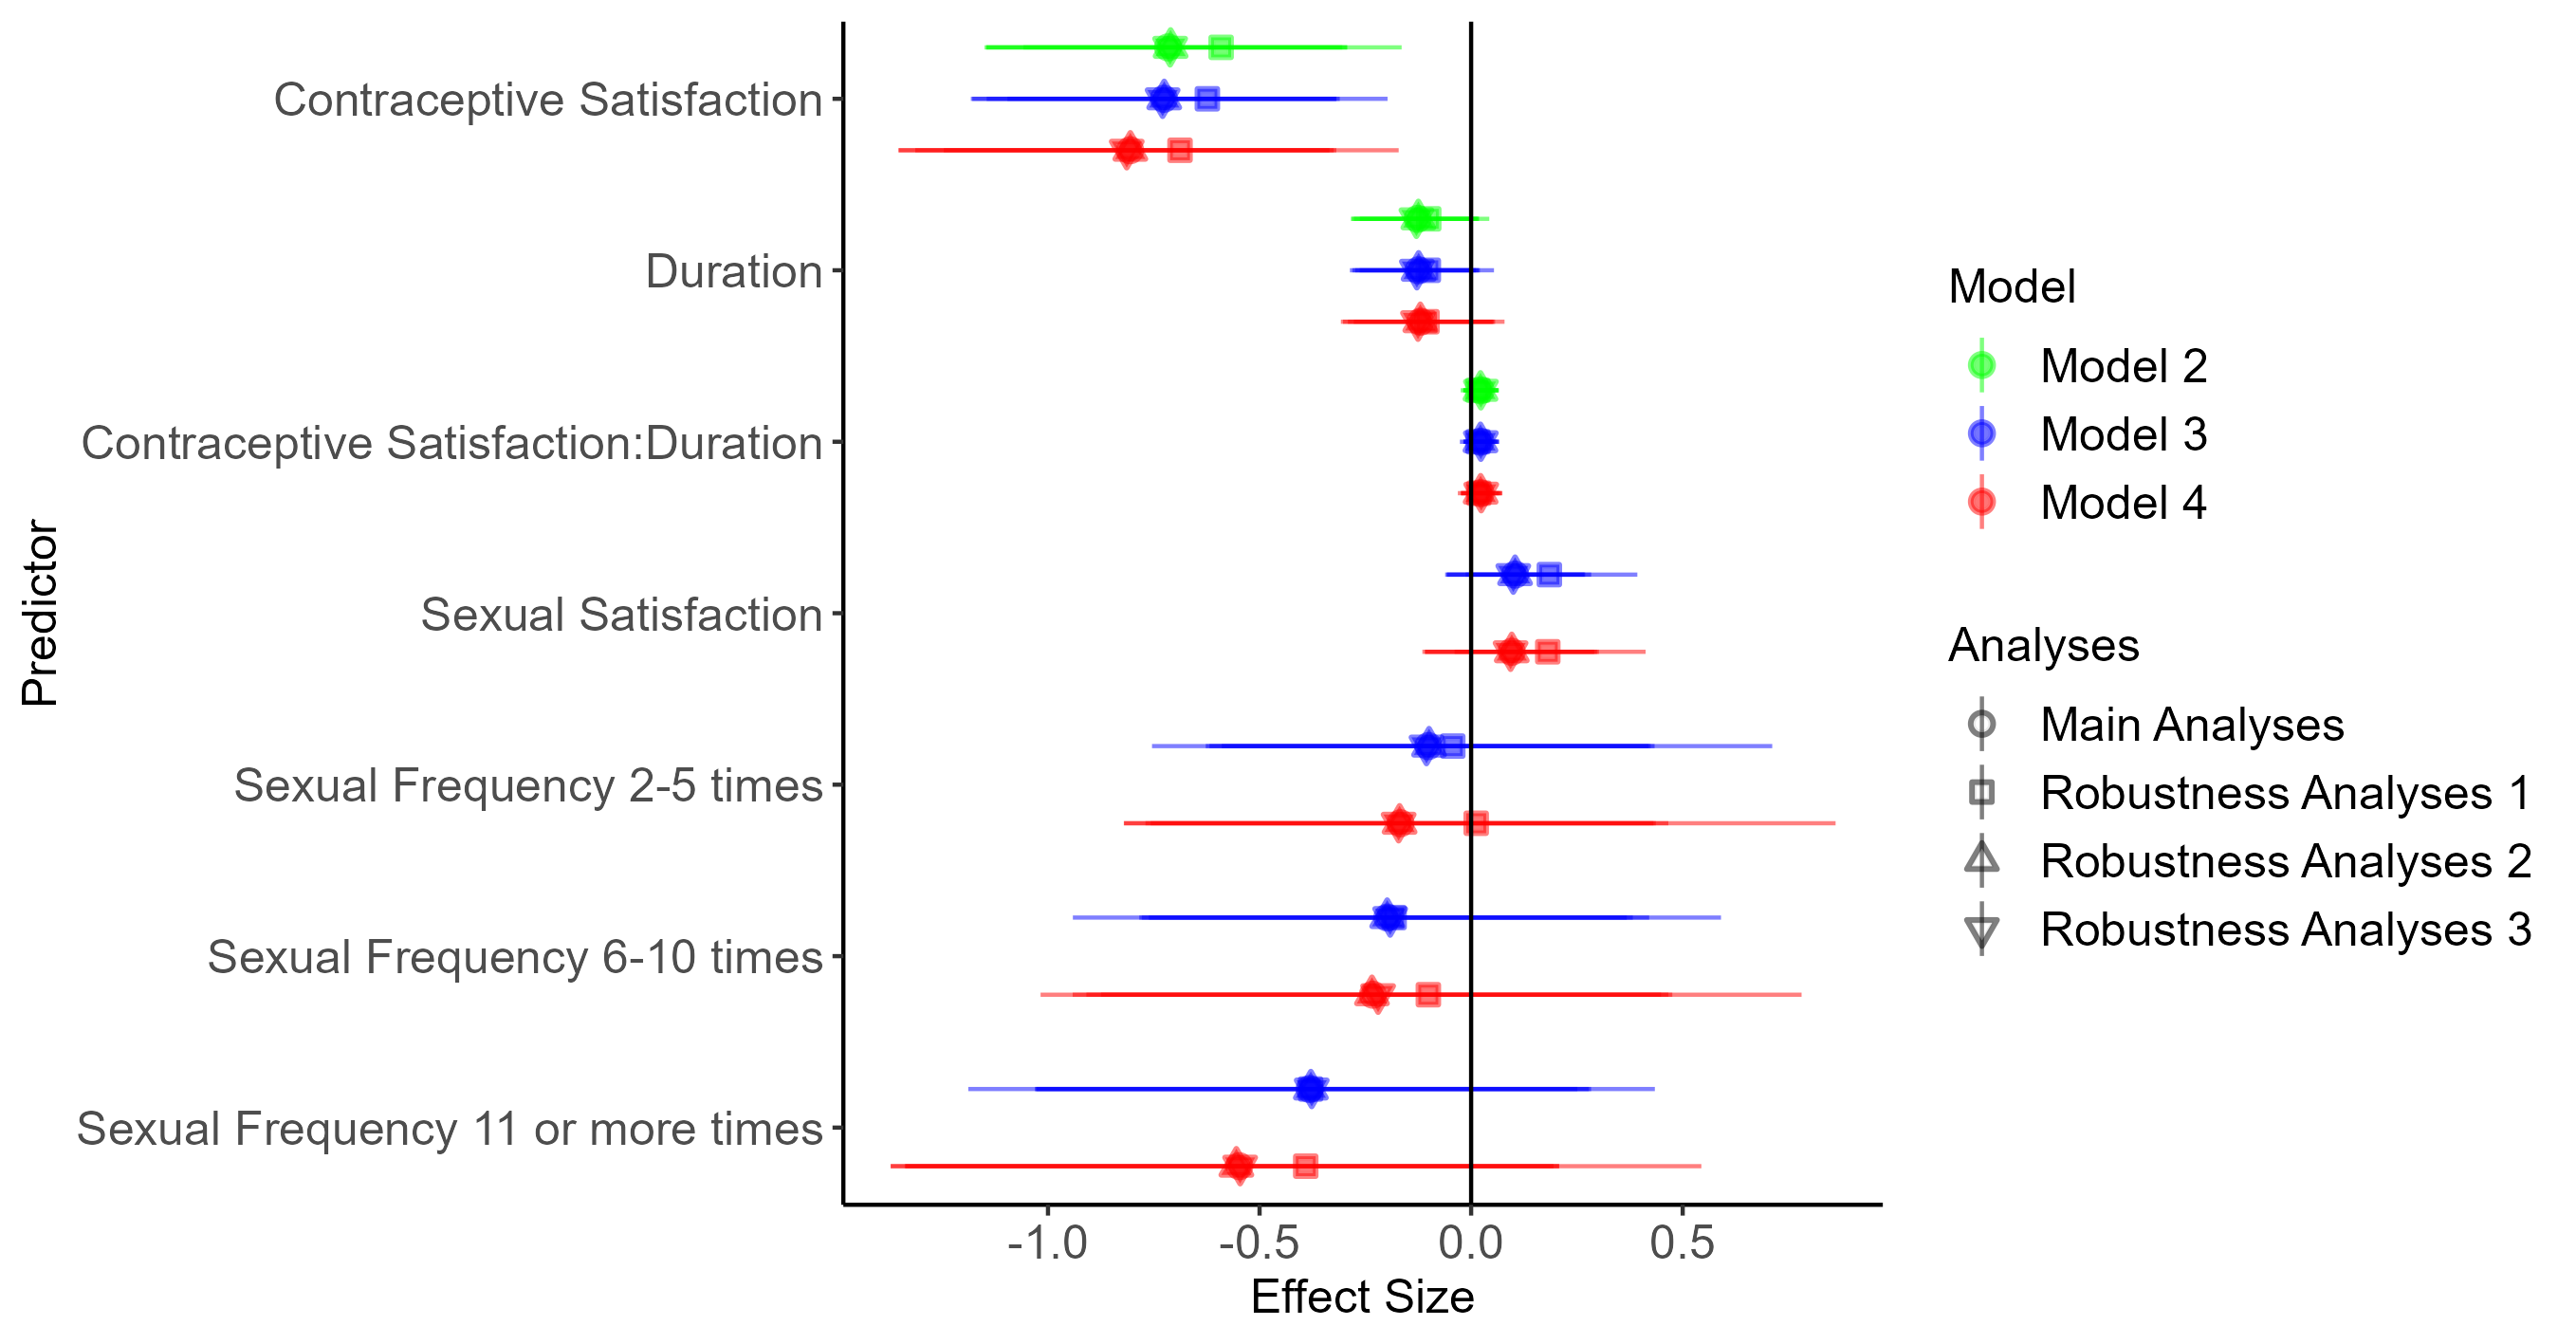 Contraceptive Satisfaction
Duration
Contraceptive Satisfaction:Duration
Sexual Satisfaction
Sexual Frequency 2-5 times
Sexual Frequency 6-10 times
Sexual Frequency 11 or more times
Predictor
-1.0
-0.5
0.0
0.5
Effect Size
Model
Model 2
Model 3
Model 4
Analyses
Main Analyses
Robustness Analyses 1
Robustness Analyses 2
Robustness Analyses 3